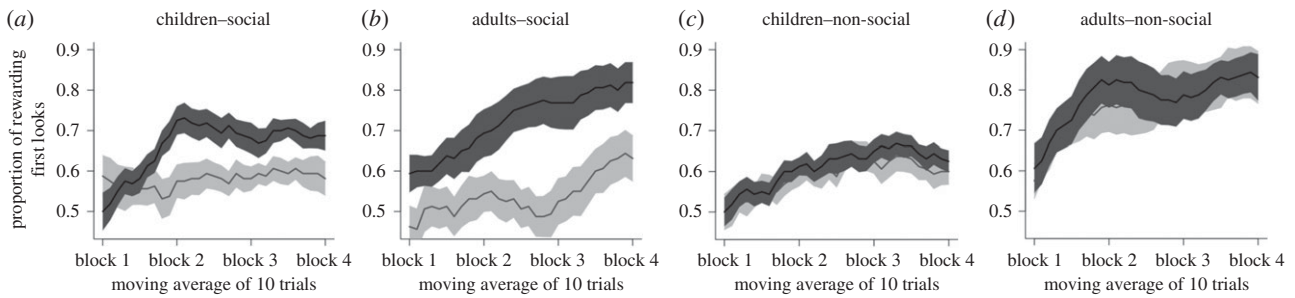 (a) children–social
(b) adults–social
(c) children–non-social
(d) adults–non-social
proportion of rewarding
first looks
0.9
0.8
0.7
0.6
0.5
block 1 block 2 block 3 block 4
moving average of 10 trials
0.9
0.8
0.7
0.6
0.5
block 1 block 2 block 3 block 4
moving average of 10 trials
0.9
0.8
0.7
0.6
0.5
block 1 block 2 block 3 block 4
moving average of 10 trials
0.9
0.8
0.7
0.6
0.5
block 1 block 2 block 3 block 4
moving average of 10 trials